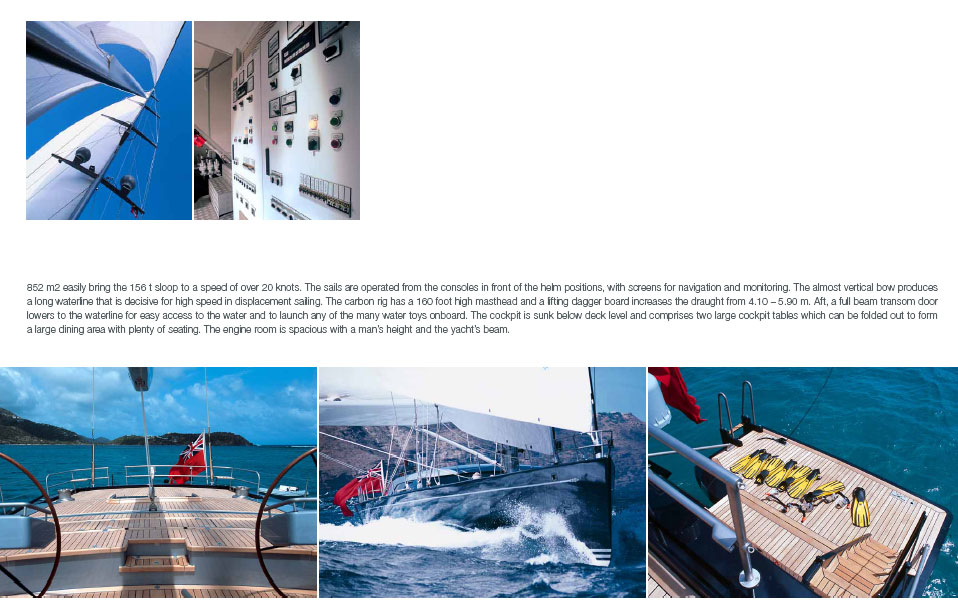 852 m2 easily bring the 156 t sloop to a speed of over 20 knots. The sails are operated from the consoles in front of the helm positions, with screens for navigation and monitoring. The almost vertical bow produces
a long waterline that is decisive for high speed in displacement sailing. The carbon rig has a 160 foot high masthead and a lifting dagger board increases the draught from 4.10 – 5.90 m. Aft, a full beam transom door
lowers to the waterline for easy access to the water and to launch any of the many water toys onboard. The cockpit is sunk below deck level and comprises two large cockpit tables which can be folded out to form
a large dining area with plenty of seating. The engine room is spacious with a man's height and the yacht's beam.